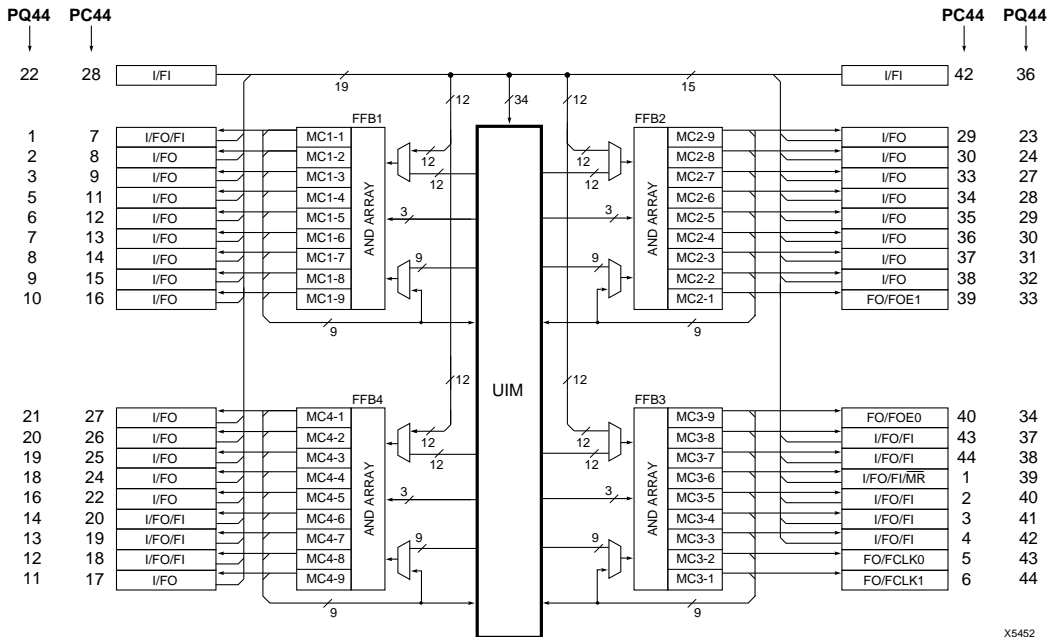 PQ44 PC44 PC44 PQ44
22 28 I/FI I/FI 42 36
19 15
12 34 12
FFB1 FFB2
1 7 I/FO/FI MC1-1 MC2-9 I/FO 29 23
2 8 I/FO MC1-2 12 12 MC2-8 I/FO 30 24
3 9 I/FO MC1-3 12 12 MC2-7 I/FO 33 27
5 11 I/FO MC1-4 MC2-6 I/FO 34 28
6 12 I/FO MC1-5 AND ARRAY 3 3 AND ARRAY MC2-5 I/FO 35 29
7 13 I/FO MC1-6 MC2-4 I/FO 36 30
8 14 I/FO MC1-7 9 9 MC2-3 I/FO 37 31
9 15 I/FO MC1-8 MC2-2 I/FO 38 32
10 16 I/FO MC1-9 MC2-1 FO/FOE1 39 33
9 9
12 12
UIM
FFB4 FFB3
21 27 I/FO MC4-1 MC3-9 FO/FOE0 40 34
20 26 I/FO MC4-2 12 12 MC3-8 I/FO/FI 43 37
19 25 I/FO MC4-3 12 12 MC3-7 I/FO/FI 44 38
18 24 I/FO MC4-4 MC3-6 I/FO/FI/MR 1 39
16 22 I/FO MC4-5 AND ARRAY 3 3 AND ARRAY MC3-5 I/FO/FI 2 40
14 20 I/FO/FI MC4-6 MC3-4 I/FO/FI 3 41
13 19 I/FO/FI MC4-7 9 9 MC3-3 I/FO/FI 4 42
12 18 I/FO/FI MC4-8 MC3-2 FO/FCLK0 5 43
11 17 I/FO MC4-9 MC3-1 FO/FCLK1 6 44
9 9
X5452